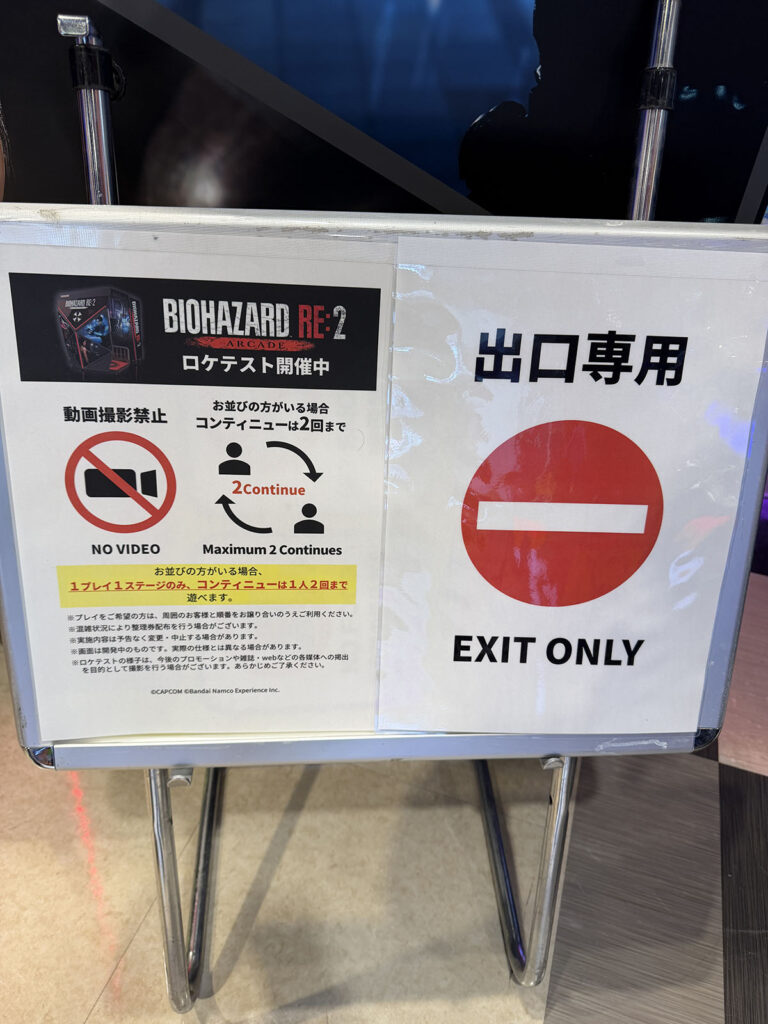 BIOHAZARD RE:2
BIOHAZARD RE:2
ARCADE
ロケテスト開催中
動画撮影禁止
NO VIDEO
お並びの方がいる場合
コンティニューは2回まで
2Continue
Maximum 2 Continues
お並びの方がいる場合、
1プレイ1ステージのみ、コンティニューは1人2回まで
遊べます。
※プレイをご希望の方は、周囲のお客様と順番をお譲り合いのうえご利用ください。
※混雑状況により整理券配布を行う場合がございます。
※実施内容は予告なく変更・中止する場合があります。
※画面は開発中のものです。実際の仕様とは異なる場合があります。
※ロケテストの様子は、今後のプロモーションや雑誌・webなどの各媒体への掲出
を目的として撮影を行う場合がございます。あらかじめご了承ください。
©CAPCOM ©Bandai Namco Experience Inc.
出口専用
EXIT ONLY